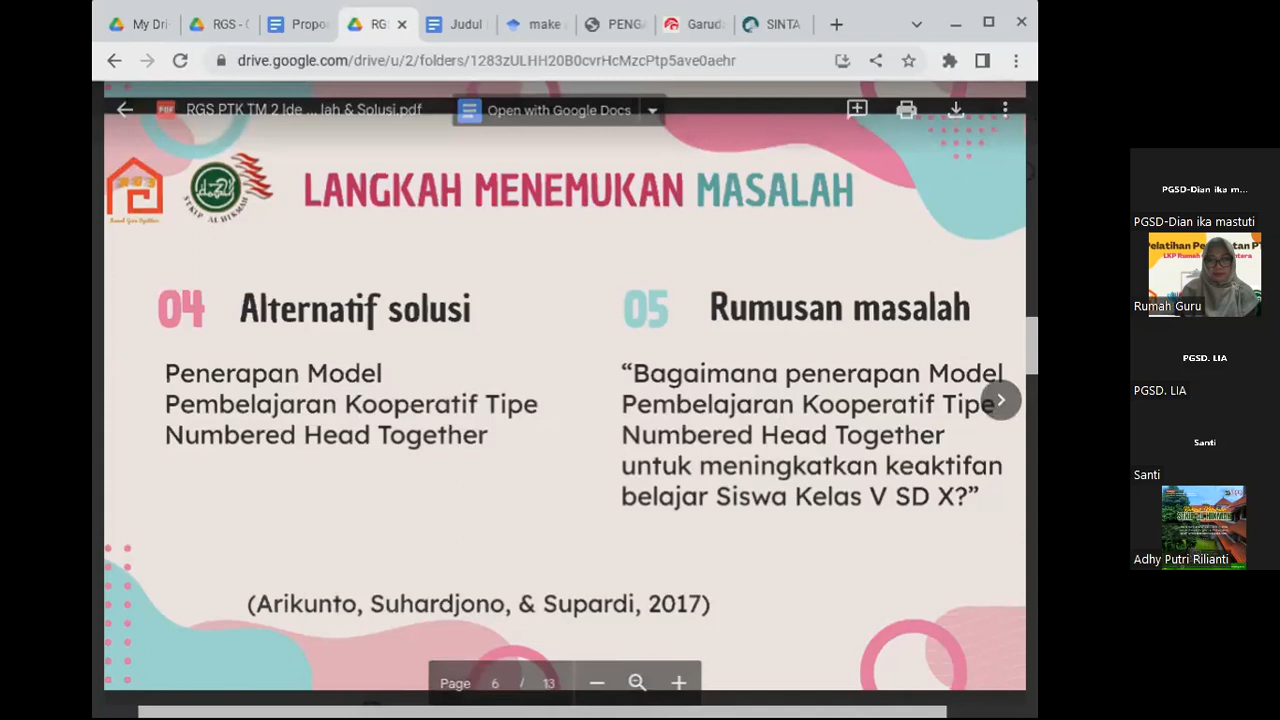 My Dri
RGS - C
Propo
RG
Judul
make
PENG
Garud
SINTA
drive.google.com/drive/u/2/folders/1283zULHH20B0cvrHcMzcPtp5ave0aehr
PDF
RGS PTK TM 2 Ide ... lah & Solusi.pdf
Open with Google Docs
LANGKAH MENEMUKAN MASALAH
04 Alternatif solusi
Penerapan Model
Pembelajaran Kooperatif Tipe
Numbered Head Together
05 Rumusan masalah
“Bagaimana penerapan Model
Pembelajaran Kooperatif Tipe
Numbered Head Together
untuk meningkatkan keaktifan
belajar Siswa Kelas V SD X?”
(Arikunto, Suhardjono, & Supardi, 2017)
Page 6 / 13
PGSD-Dian ika m...
PGSD-Dian ika mastuti
Rumah Guru
PGSD. LIA
PGSD. LIA
Santi
Santi
Adhy Putri Rilianti